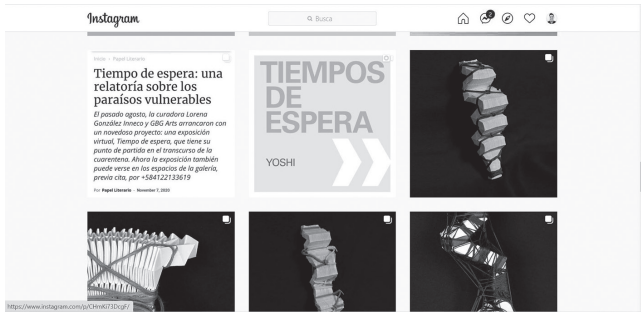 Instagram
Busca
2
Inicio › Papel Literario
Tiempo de espera: una
relatoría sobre los
paraísos vulnerables
El pasado agosto, la curadora Lorena
González Inneco y GBG Arts arrancaron con
un novedoso proyecto: una exposición
virtual, Tiempo de espera, que tiene su
punto de partida en el transcurso de la
cuarentena. Ahora la exposición también
puede verse en los espacios de la galería,
previa cita, por +584122133619
Por Papel Literario - November 7, 2020
TIEMPOS
DE
ESPERA
YOSHI
https://www.instagram.com/p/CHmKi73DcgF/